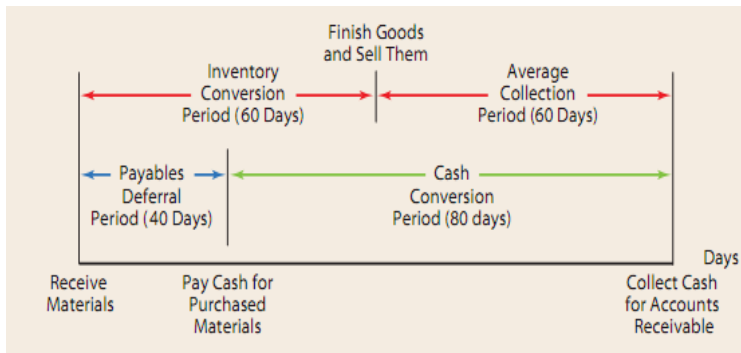 Finish Goods
and Sell Them
Inventory
Conversion
Period (60 Days)
Average
Collection
Period (60 Days)
Payables
Deferral
Period (40 Days)
Cash
Conversion
Period (80 days)
Days
Receive
Materials
Pay Cash for
Purchased
Materials
Collect Cash
for Accounts
Receivable